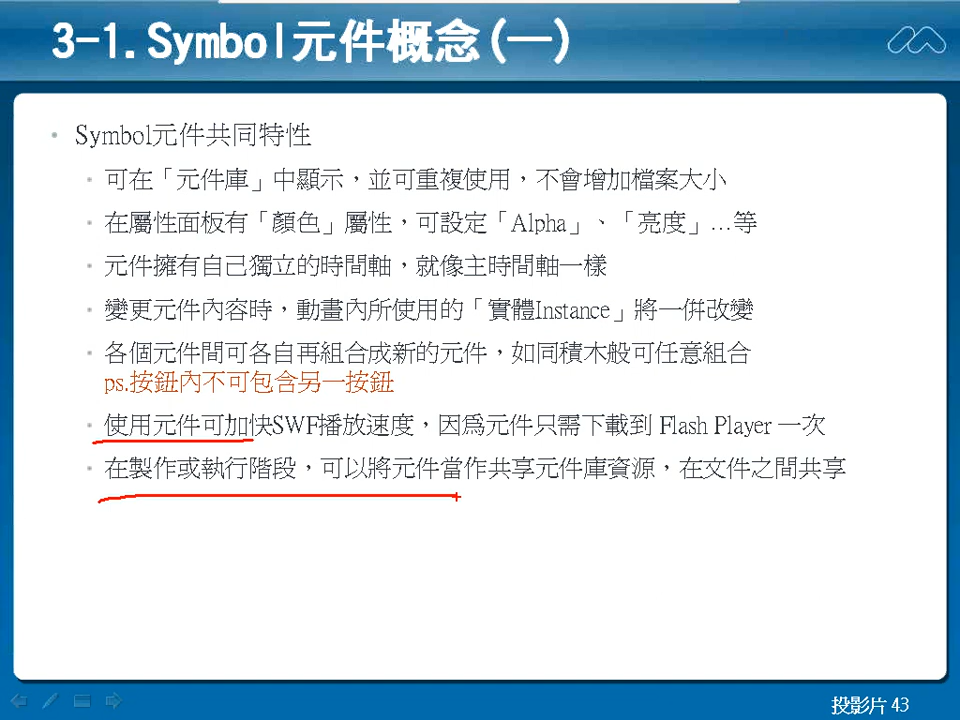 3-1.Symbol元件概念(一)
Symbol元件共同特性
可在「元件庫」中顯示，並可重複使用，不會增加檔案大小
在屬性面板有「顏色」屬性，可設定「Alpha」、「亮度」…等
元件擁有自己獨立的時間軸，就像主時間軸一樣
變更元件內容時，動畫內所使用的「實體Instance」將一併改變
各個元件間可各自再組合成新的元件，如同積木般可任意組合
ps.按鈕內不可包含另一按鈕
使用元件可加快SWF播放速度，因為元件只需下載到 Flash Player 一次
在製作或執行階段，可以將元件當作共享元件庫資源，在文件之間共享
投影片 43